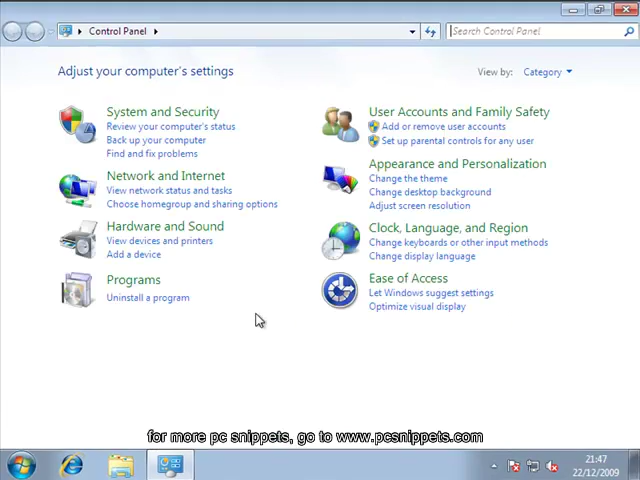 Control Panel
Search Control Panel
Adjust your computer's settings
View by: Category
System and Security
Review your computer's status
Back up your computer
Find and fix problems
Network and Internet
View network status and tasks
Choose homegroup and sharing options
Hardware and Sound
View devices and printers
Add a device
Programs
Uninstall a program
User Accounts and Family Safety
Add or remove user accounts
Set up parental controls for any user
Appearance and Personalization
Change the theme
Change desktop background
Adjust screen resolution
Clock, Language, and Region
Change keyboards or other input methods
Change display language
Ease of Access
Let Windows suggest settings
Optimize visual display
for more pc snippets, go to www.pcsnippets.com
21:47
22/12/2009